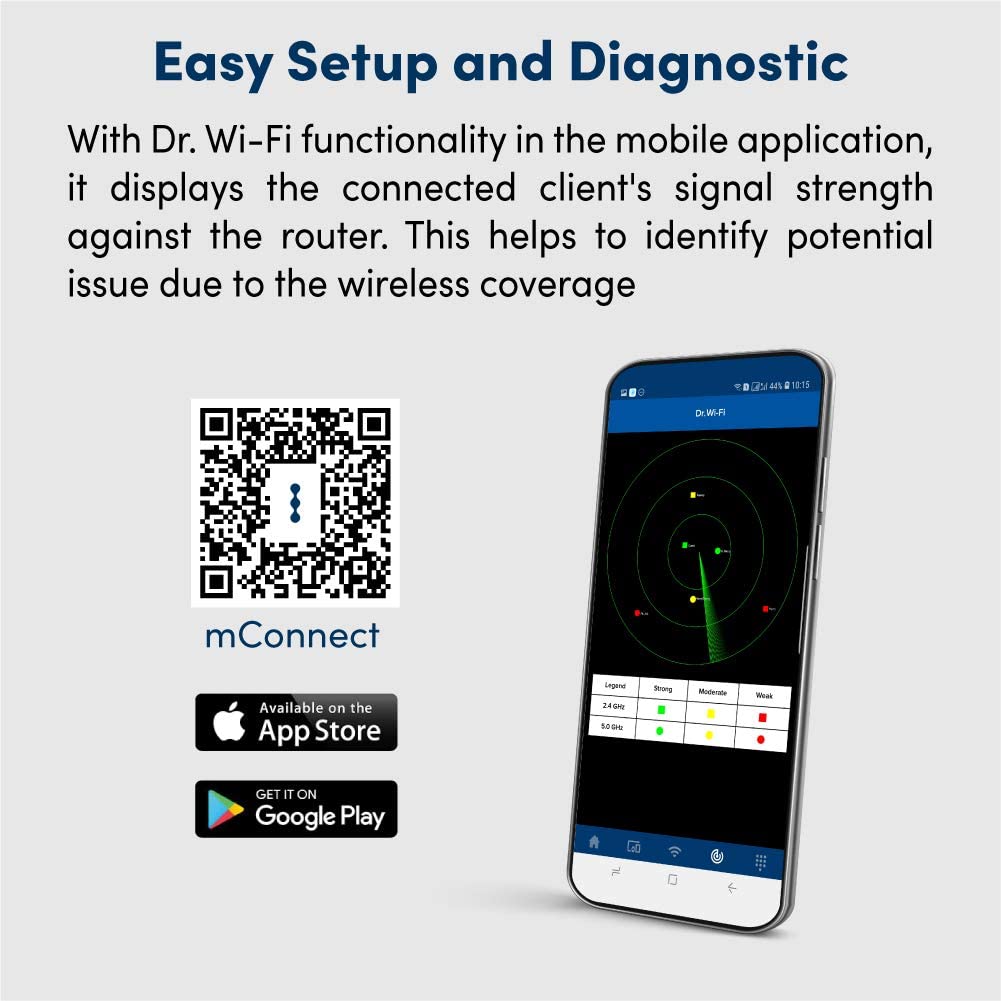 Easy Setup and Diagnostic
With Dr. Wi-Fi functionality in the mobile application,
it displays the connected client's signal strength
against the router. This helps to identify potential
issue due to the wireless coverage
mConnect
Available on the
App Store
GET IT ON
Google Play
44% 10:15
Dr.Wi-Fi
Legend Strong Moderate Weak
2.4 GHz
5.0 GHz